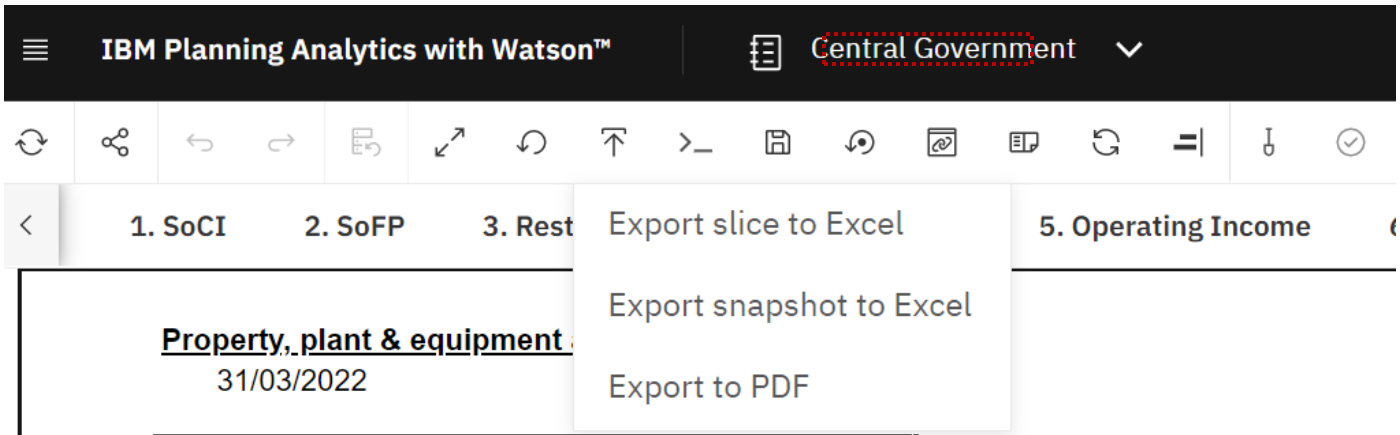 IBM Planning Analytics with Watson™ Central Government
1. SoCI 2. SoFP 3. Rest 5. Operating Income
Export slice to Excel
Export snapshot to Excel
Property, plant & equipment
31/03/2022
Export to PDF